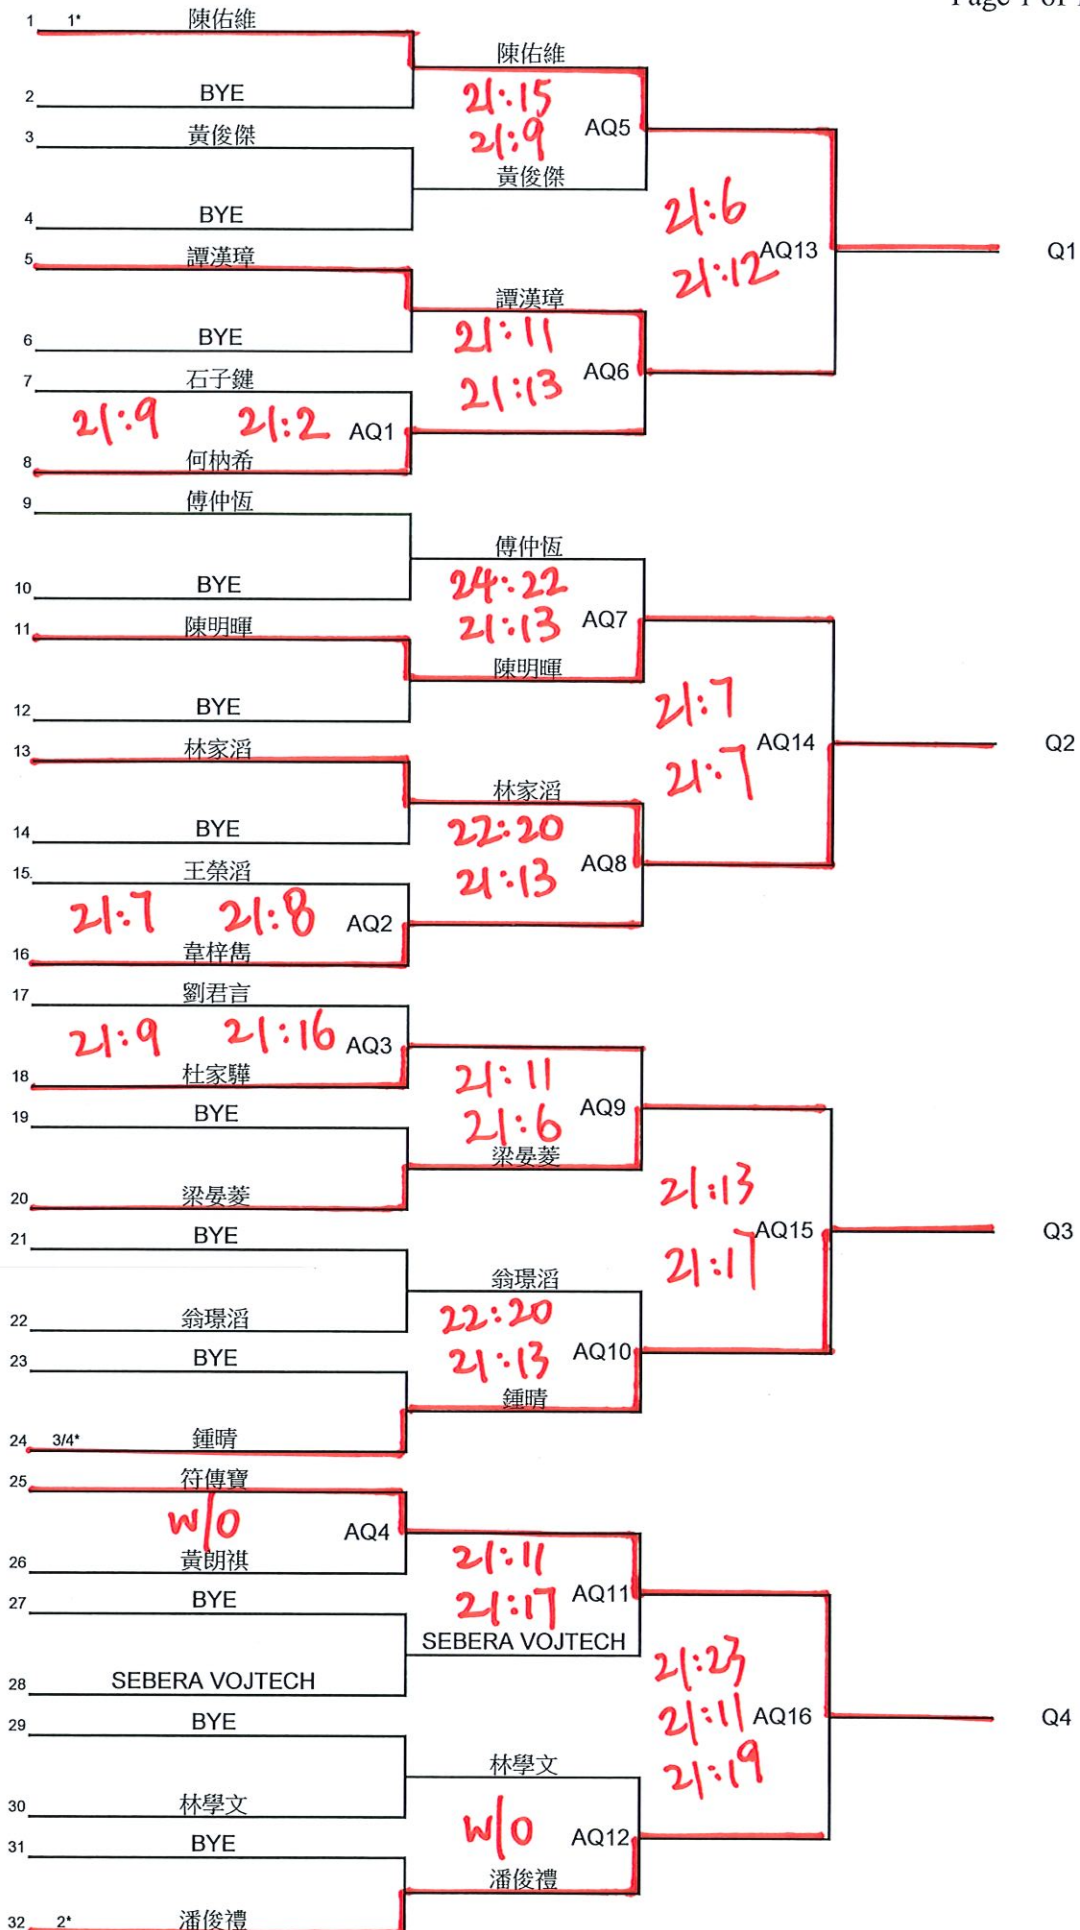 Page 1 of
1 1* 陳佑維
陳佑維
2 BYE
21:15
21:9 AQ5
3 黃俊傑
黃俊傑
4 BYE
21:6
21:12 AQ13
Q1
5 譚漢璋
譚漢璋
6 BYE
21:11
21:13 AQ6
7 石子鍵
21:9 21:2 AQ1
8 何枘希
9 傅仲恆
傅仲恆
10 BYE
24:22
21:13 AQ7
11 陳明暉
陳明暉
12 BYE
21:7
21:7 AQ14
Q2
13 林家滔
林家滔
14 BYE
22:20
21:13 AQ8
15 王榮滔
21:7 21:8 AQ2
16 韋梓雋
17 劉君言
21:9 21:16 AQ3
18 杜家驊
21:11
21:6 AQ9
19 BYE
梁晏菱
20 梁晏菱
21:13
21:17 AQ15
Q3
21 BYE
翁璟滔
22 翁璟滔
22:20
21:13 AQ10
23 BYE
鍾晴
24 3/4* 鍾晴
25 符傳寶
w/o AQ4
26 黃朗祺
21:11
21:17 AQ11
27 BYE
SEBERA VOJTECH
28 SEBERA VOJTECH
21:23
21:11 AQ16
21:19
Q4
29 BYE
林學文
30 林學文
w/o AQ12
31 BYE
潘俊禮
32 2* 潘俊禮